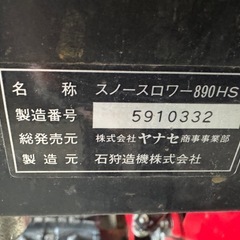 名称 スノースロワー890HS
製造番号 5910332
総発売元 株式会社 ヤナセ 商事事業部
製造元 石狩造機株式会社